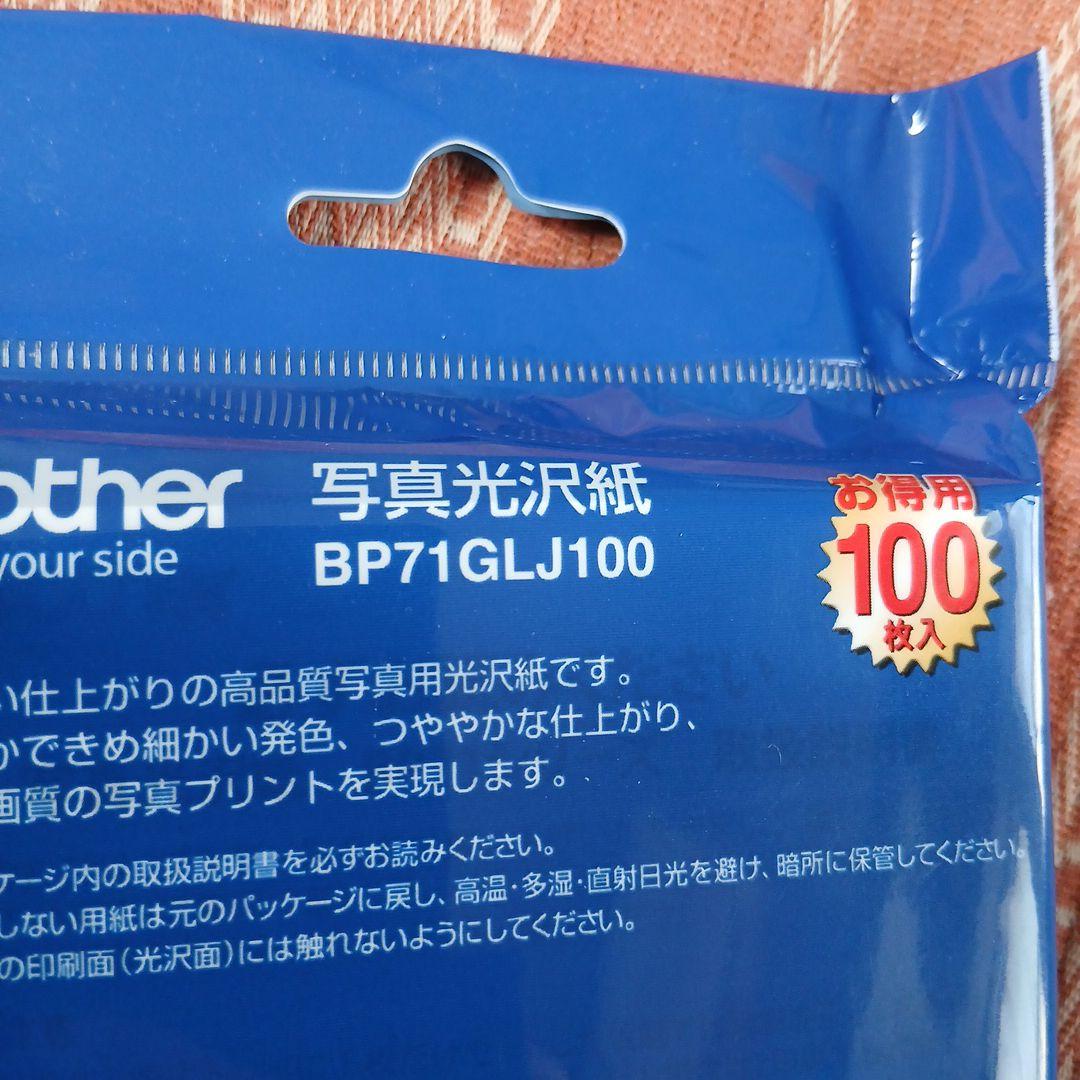 other
your side
写真光沢紙
BP71GLJ100
お得用
100
枚入
い仕上がりの高品質写真用光沢紙です。
かできめ細かい発色、つややかな仕上がり、
画質の写真プリントを実現します。
ケージ内の取扱説明書を必ずお読みください。
しない用紙は元のパッケージに戻し、高温・多湿・直射日光を避け、暗所に保管してください。
の印刷面(光沢面)には触れないようにしてください。